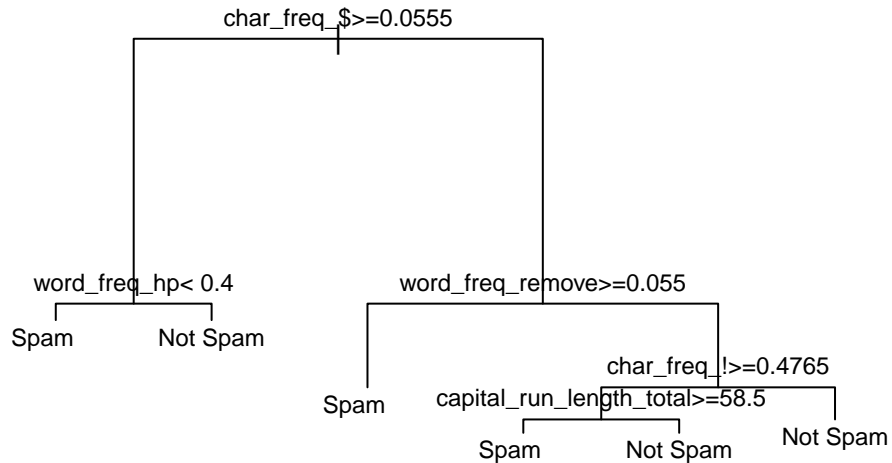 char_freq_$>=0.0555
word_freq_hp< 0.4
word_freq_remove>=0.055
Spam
Not Spam
char_freq_!>=0.4765
Spam
capital_run_length_total>=58.5
Spam
Not Spam
Not Spam